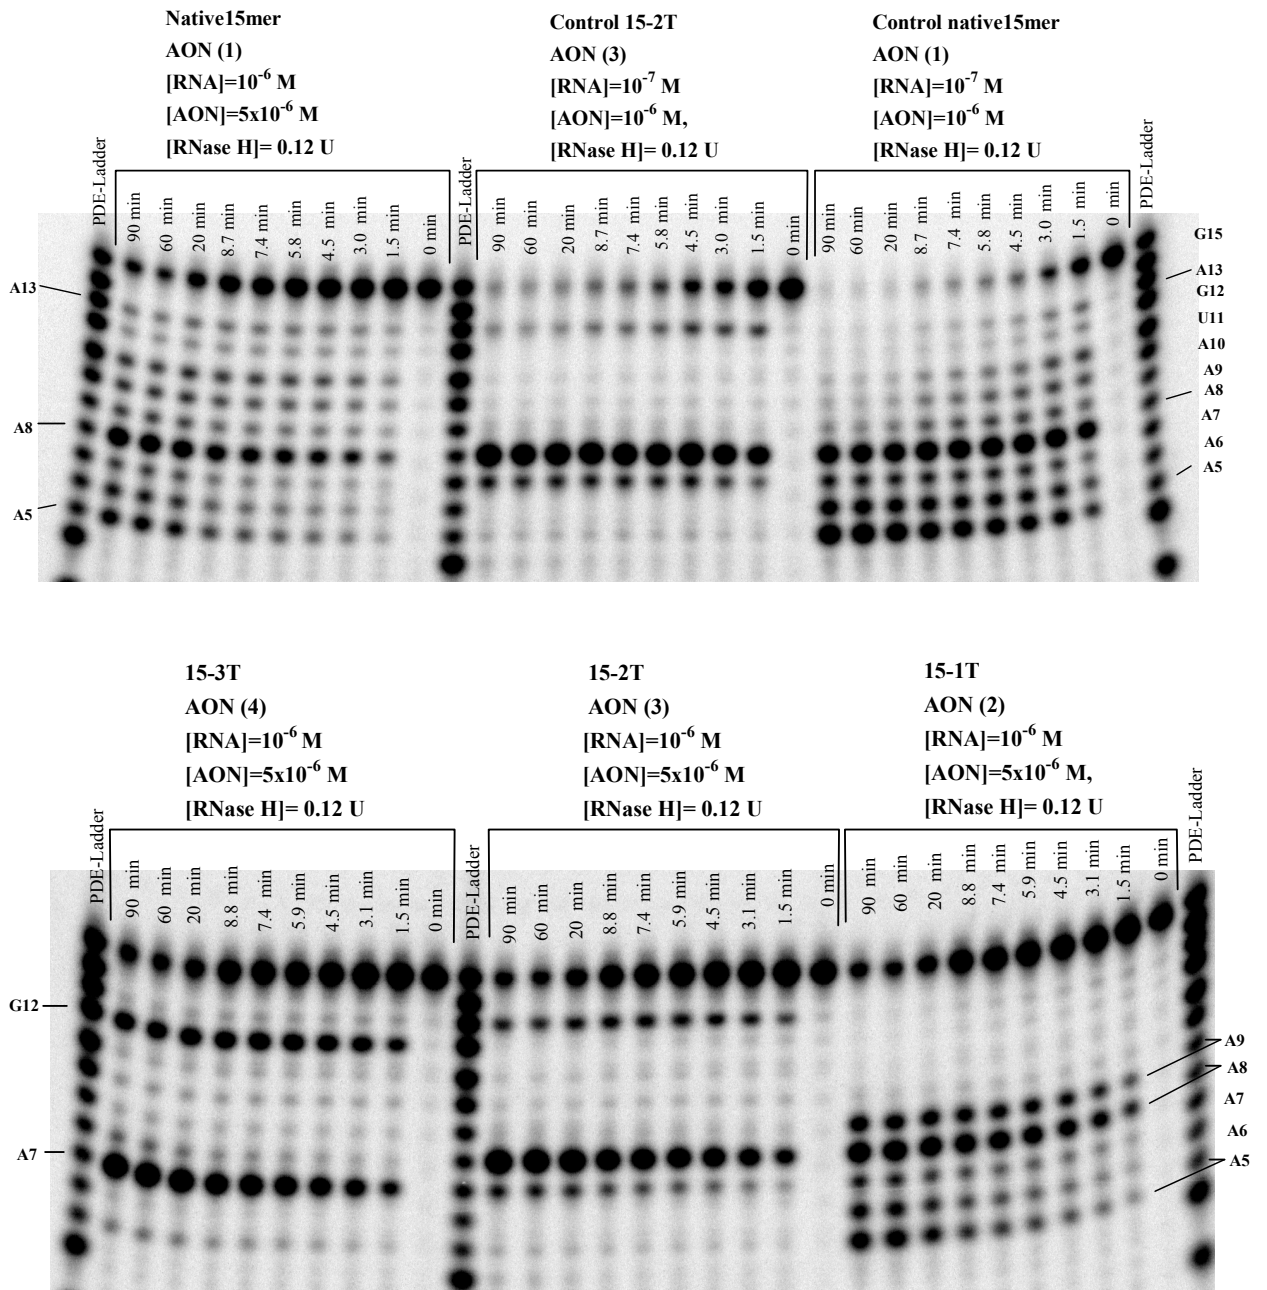 Native15mer
AON (1)
[RNA]=10⁻⁶ M
[AON]=5x10⁻⁶ M
[RNase H]= 0.12 U
Control 15-2T
AON (3)
[RNA]=10⁻⁷ M
[AON]=10⁻⁶ M,
[RNase H]= 0.12 U
Control native15mer
AON (1)
[RNA]=10⁻⁷ M
[AON]=10⁻⁶ M
[RNase H]= 0.12 U
PDE-Ladder
90 min
60 min
20 min
8.7 min
7.4 min
5.8 min
4.5 min
3.0 min
1.5 min
0 min
PDE-Ladder
90 min
60 min
20 min
8.7 min
7.4 min
5.8 min
4.5 min
3.0 min
1.5 min
0 min
90 min
60 min
20 min
8.7 min
7.4 min
5.8 min
4.5 min
3.0 min
1.5 min
0 min
PDE-Ladder
A13
A8
A5
G15
A13
G12
U11
A10
A9
A8
A7
A6
A5
15-3T
AON (4)
[RNA]=10⁻⁶ M
[AON]=5x10⁻⁶ M
[RNase H]= 0.12 U
15-2T
AON (3)
[RNA]=10⁻⁶ M
[AON]=5x10⁻⁶ M
[RNase H]= 0.12 U
15-1T
AON (2)
[RNA]=10⁻⁶ M
[AON]=5x10⁻⁶ M,
[RNase H]= 0.12 U
PDE-Ladder
90 min
60 min
20 min
8.8 min
7.4 min
5.9 min
4.5 min
3.1 min
1.5 min
0 min
PDE-Ladder
90 min
60 min
20 min
8.8 min
7.4 min
5.9 min
4.5 min
3.1 min
1.5 min
0 min
90 min
60 min
20 min
8.8 min
7.4 min
5.9 min
4.5 min
3.1 min
1.5 min
0 min
PDE-Ladder
G12
A7
A9
A8
A7
A6
A5